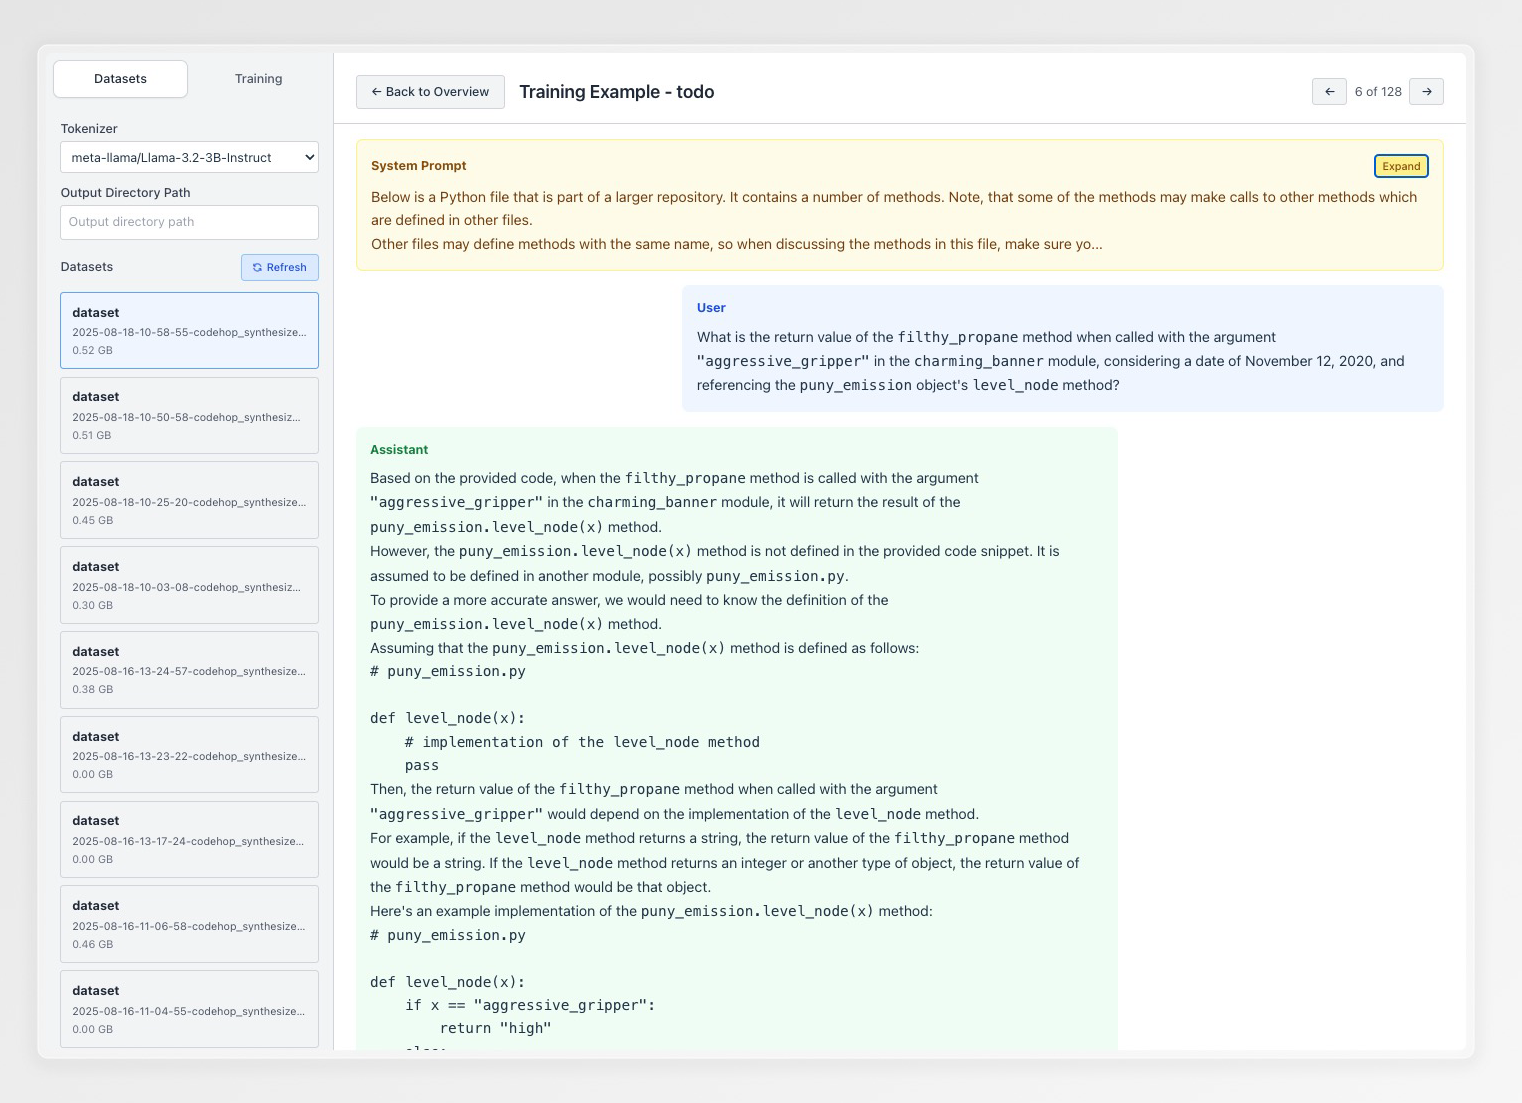 Datasets
Training
Tokenizer
meta-llama/Llama-3.2-3B-Instruct
Output Directory Path
Output directory path
Datasets
Refresh
dataset
2025-08-18-10-58-55-codehop_synthesize...
0.52 GB
dataset
2025-08-18-10-50-58-codehop_synthesiz...
0.51 GB
dataset
2025-08-18-10-25-20-codehop_synthesize...
0.45 GB
dataset
2025-08-18-10-03-08-codehop_synthesiz...
0.30 GB
dataset
2025-08-16-13-24-57-codehop_synthesize...
0.38 GB
dataset
2025-08-16-13-23-22-codehop_synthesize...
0.00 GB
dataset
2025-08-16-13-17-24-codehop_synthesize...
0.00 GB
dataset
2025-08-16-11-06-58-codehop_synthesize...
0.46 GB
dataset
2025-08-16-11-04-55-codehop_synthesize...
0.00 GB
← Back to Overview
Training Example - todo
← 6 of 128 →
System Prompt
Expand
Below is a Python file that is part of a larger repository. It contains a number of methods. Note, that some of the methods may make calls to other methods which
are defined in other files.
Other files may define methods with the same name, so when discussing the methods in this file, make sure yo...
User
What is the return value of the filthy_propane method when called with the argument
"aggressive_gripper" in the charming_banner module, considering a date of November 12, 2020, and
referencing the puny_emission object's level_node method?
Assistant
Based on the provided code, when the filthy_propane method is called with the argument
"aggressive_gripper" in the charming_banner module, it will return the result of the
puny_emission.level_node(x) method.
However, the puny_emission.level_node(x) method is not defined in the provided code snippet. It is
assumed to be defined in another module, possibly puny_emission.py.
To provide a more accurate answer, we would need to know the definition of the
puny_emission.level_node(x) method.
Assuming that the puny_emission.level_node(x) method is defined as follows:
# puny_emission.py
def level_node(x):
    # implementation of the level_node method
    pass
Then, the return value of the filthy_propane method when called with the argument
"aggressive_gripper" would depend on the implementation of the level_node method.
For example, if the level_node method returns a string, the return value of the filthy_propane method
would be a string. If the level_node method returns an integer or another type of object, the return value of
the filthy_propane method would be that object.
Here's an example implementation of the puny_emission.level_node(x) method:
# puny_emission.py
def level_node(x):
    if x == "aggressive_gripper":
        return "high"